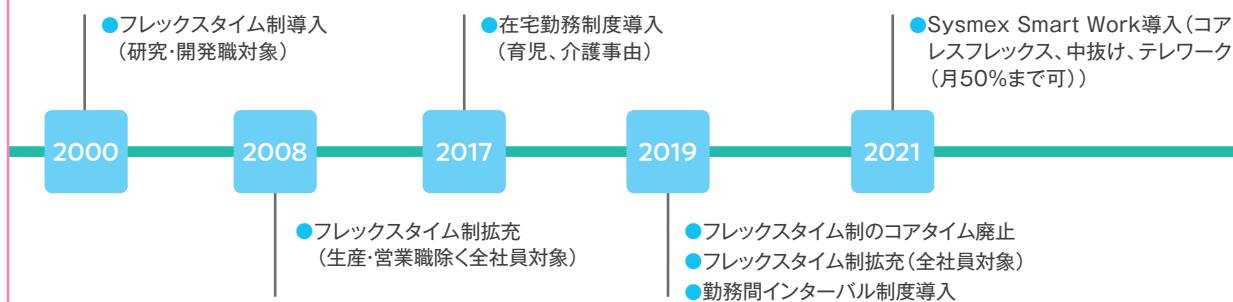 ●フレックスタイム制導入
（研究・開発職対象）
●在宅勤務制度導入
（育児、介護事由）
●Sysmex Smart Work導入（コア
レスフレックス、中抜け、テレワーク
（月50%まで可））
2000
2008
2017
2019
2021
●フレックスタイム制拡充
（生産・営業職除く全社員対象）
●フレックスタイム制のコアタイム廃止
●フレックスタイム制拡充（全社員対象）
●勤務間インターバル制度導入